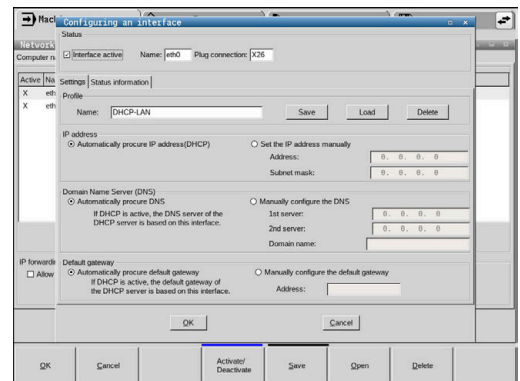 Mac
Configuring an interface
Network
Computer n
Status
Interface active Name: eth0 Plug connection: X26
Active Na
X eth
X eth
Settings Status information
Profile
Name: DHCP-LAN Save Load Delete
IP address
Automatically procure IP address(DHCP) Set the IP address manually
Address: 0. 0. 0. 0
Subnet mask: 0. 0. 0. 0
Domain Name Server (DNS)
Automatically procure DNS Manually configure the DNS
If DHCP is active, the DNS server of the 1st server: 0. 0. 0. 0
DHCP server is based on this interface. 2nd server: 0. 0. 0. 0
Domain name:
IP forwardi
Allow
Default gateway
Automatically procure default gateway Manually configure the default gateway
If DHCP is active, the default gateway of Address:
the DHCP server is based on this interface.
OK Cancel
OK Cancel Activate/ Save Open Delete
Deactivate